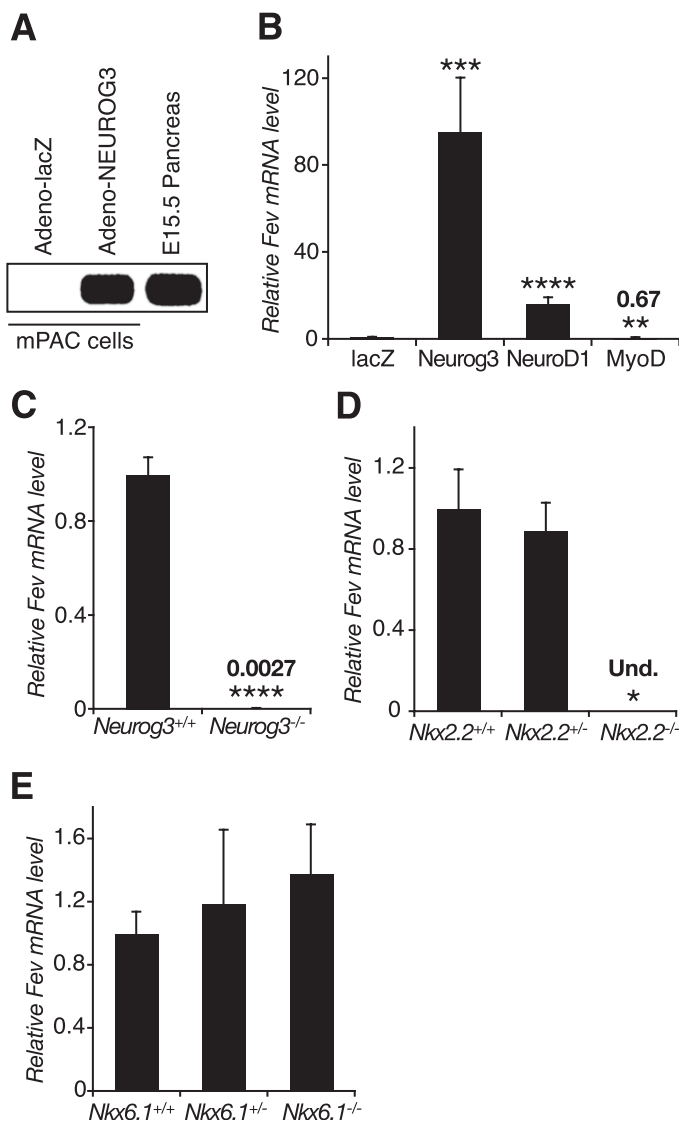 A
Adeno-lacZ
Adeno-NEUROG3
E15.5 Pancreas
mPAC cells
B
Relative Fev mRNA level
120
80
40
0
***
****
0.67
**
lacZ Neurog3 NeuroD1 MyoD
C
Relative Fev mRNA level
1.2
0.8
0.4
0
0.0027
****
Neurog3+/+ Neurog3-/-
D
Relative Fev mRNA level
1.2
0.8
0.4
0
Und.
*
Nkx2.2+/+ Nkx2.2+/- Nkx2.2-/-
E
Relative Fev mRNA level
1.6
1.2
0.8
0.4
0
Nkx6.1+/+ Nkx6.1+/- Nkx6.1-/-